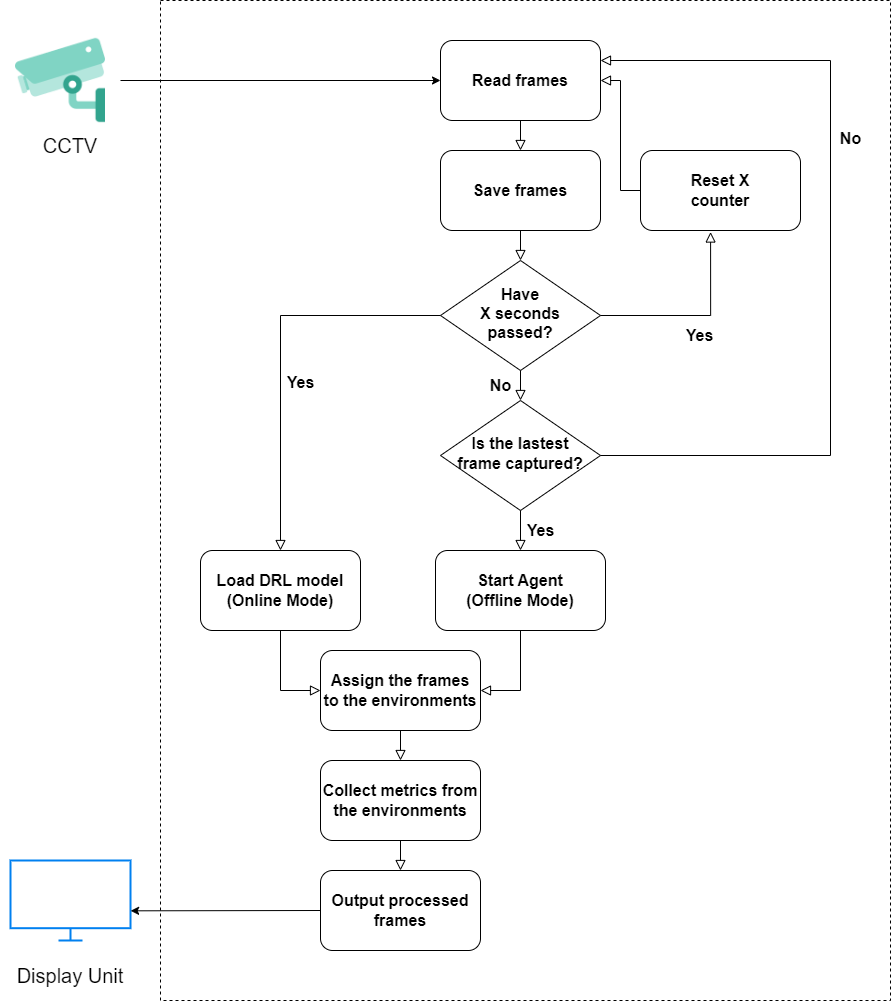 CCTV
Read frames
No
Save frames
Reset X
counter
Have
X seconds
passed?
Yes
Yes
No
Is the lastest
frame captured?
Yes
Load DRL model
(Online Mode)
Start Agent
(Offline Mode)
Assign the frames
to the environments
Collect metrics from
the environments
Output processed
frames
Display Unit